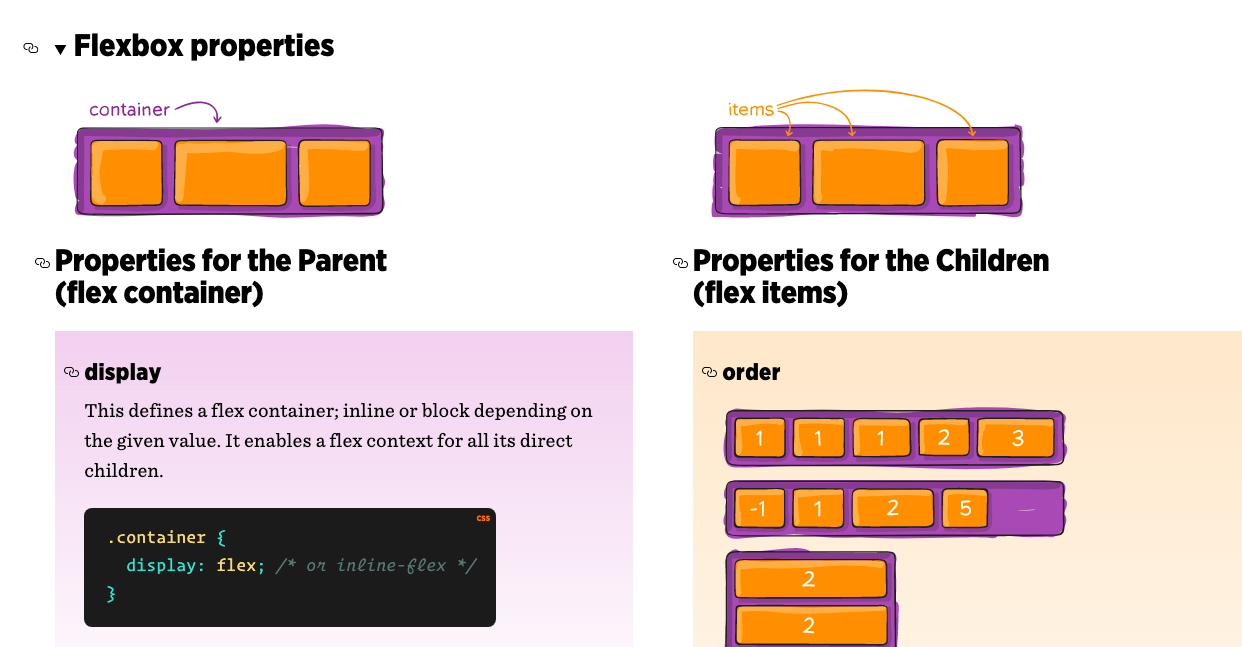 Flexbox properties
container
Properties for the Parent
(flex container)
display
This defines a flex container; inline or block depending on
the given value. It enables a flex context for all its direct
children.
CSS
.container {
display: flex; /* or inline-flex */
}
items
Properties for the Children
(flex items)
order
1 1 1 2 3
-1 1 2 5
2
2